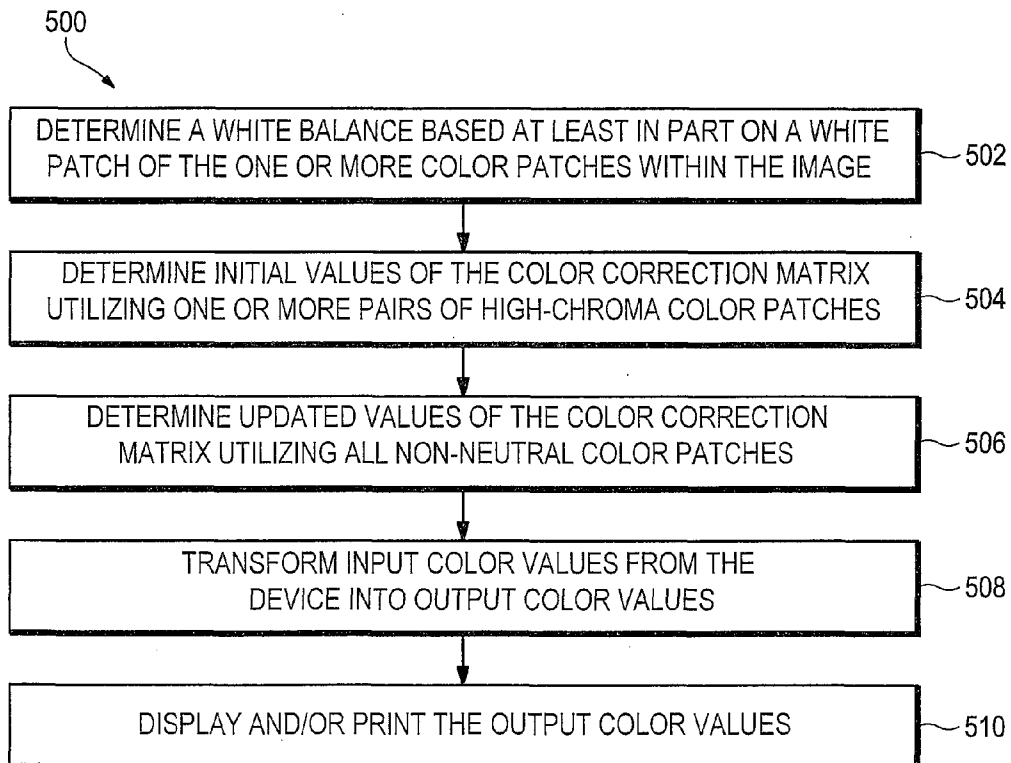 500
DETERMINE A WHITE BALANCE BASED AT LEAST IN PART ON A WHITE
PATCH OF THE ONE OR MORE COLOR PATCHES WITHIN THE IMAGE
502
DETERMINE INITIAL VALUES OF THE COLOR CORRECTION MATRIX
UTILIZING ONE OR MORE PAIRS OF HIGH-CHROMA COLOR PATCHES
504
DETERMINE UPDATED VALUES OF THE COLOR CORRECTION
MATRIX UTILIZING ALL NON-NEUTRAL COLOR PATCHES
506
TRANSFORM INPUT COLOR VALUES FROM THE
DEVICE INTO OUTPUT COLOR VALUES
508
DISPLAY AND/OR PRINT THE OUTPUT COLOR VALUES
510